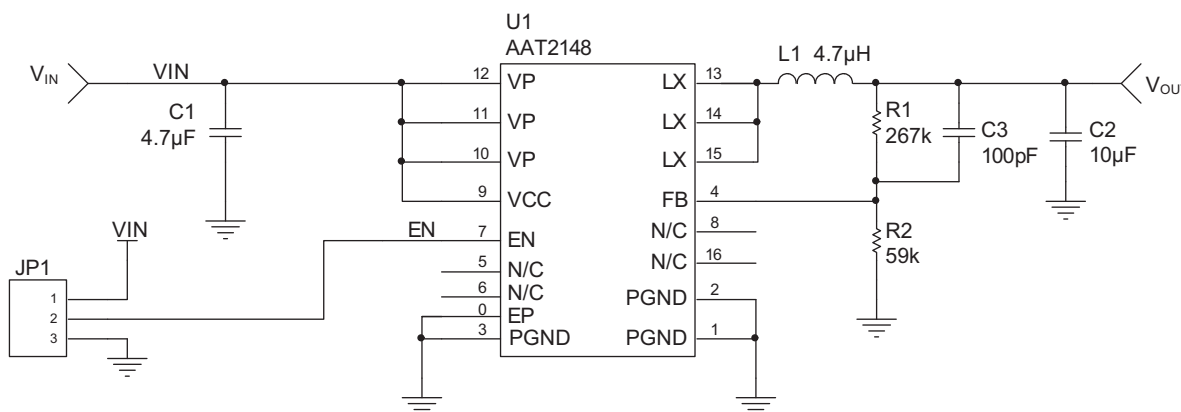 U1
AAT2148
V_IN
VIN
C1
4.7µF
12 VP
11 VP
10 VP
9 VCC
EN 7 EN
5 N/C
6 N/C
0 EP
3 PGND
LX 13
LX 14
LX 15
FB 4
N/C 8
N/C 16
PGND 2
PGND 1
L1 4.7µH
R1
267k
C3
100pF
C2
10µF
V_OU
R2
59k
VIN
JP1
1
2
3